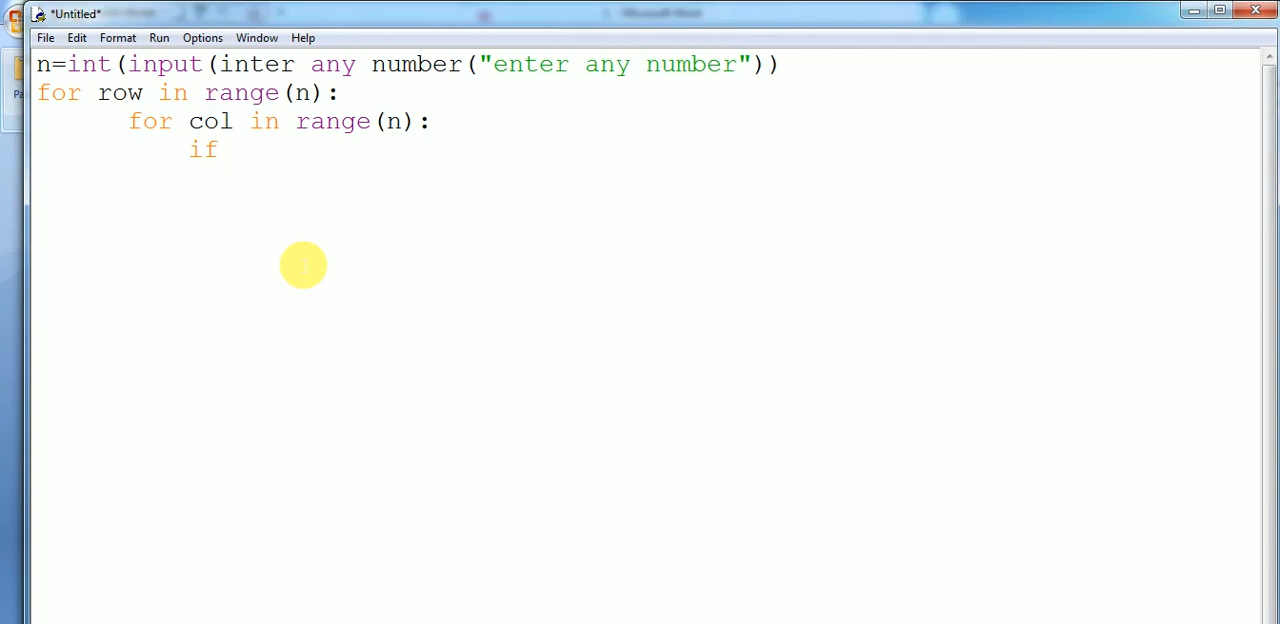 *Untitled*
File Edit Format Run Options Window Help
n=int(input(inter any number("enter any number"))
for row in range(n):
for col in range(n):
if